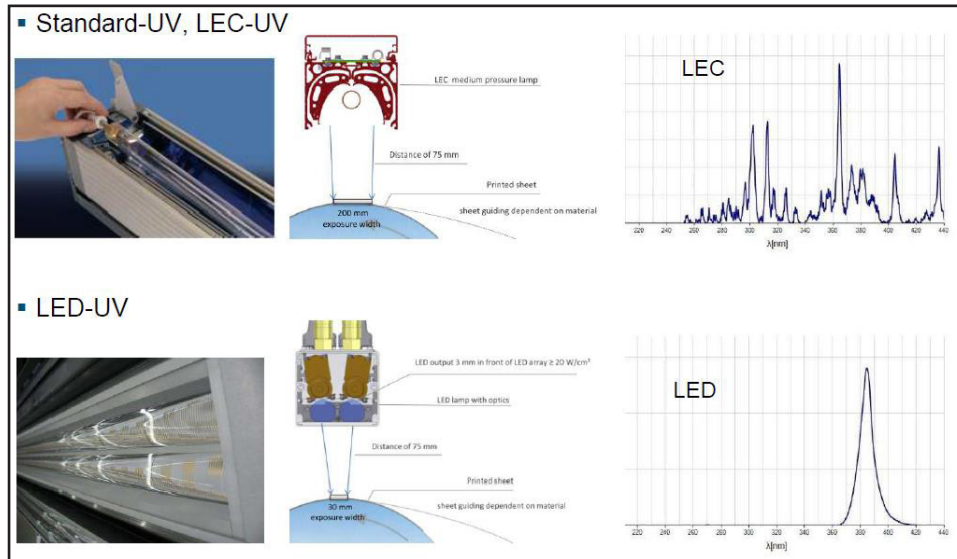 ▪ Standard-UV, LEC-UV
LEC medium pressure lamp
Distance of 75 mm
Printed sheet
200 mm
exposure width
sheet guiding dependent on material
LEC
220 240 260 280 300 320 340 360 380 400 420 440
λ[nm]
▪ LED-UV
LED output 3 mm in front of LED array ≥ 20 W/cm²
LED lamp with optics
Distance of 75 mm
Printed sheet
30 mm
exposure width
sheet guiding dependent on material
LED
220 240 260 280 300 320 340 360 380 400 420 440
λ[nm]